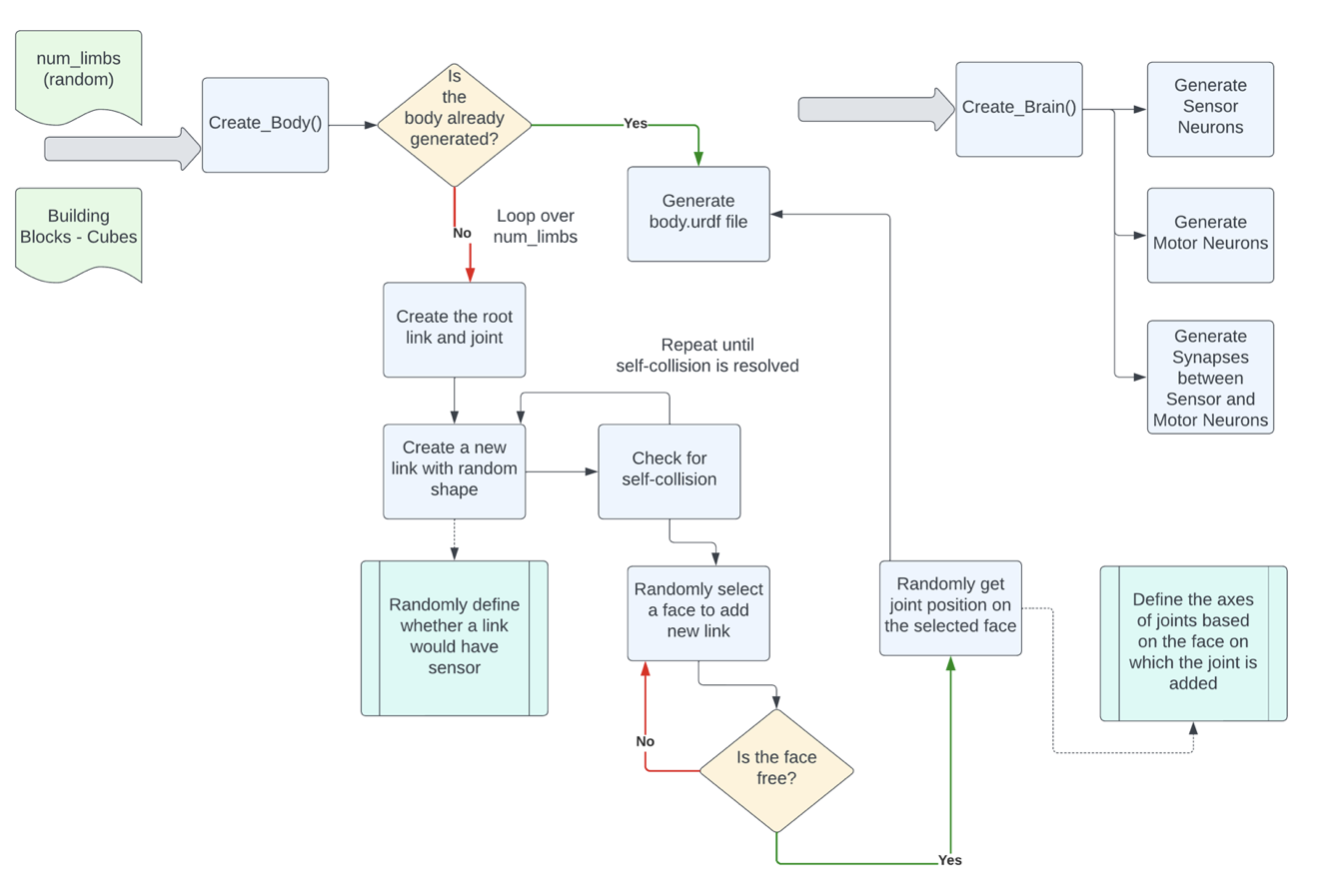 num_limbs
(random)
Building
Blocks - Cubes
Create_Body()
Is
the
body already
generated?
Yes
No
Loop over
num_limbs
Generate
body.urdf file
Create the root
link and joint
Repeat until
self-collision is resolved
Create a new
link with random
shape
Check for
self-collision
Randomly define
whether a link
would have
sensor
Randomly select
a face to add
new link
No
Is the face
free?
Yes
Randomly get
joint position on
the selected face
Define the axes
of joints based
on the face on
which the joint is
added
Create_Brain()
Generate
Sensor
Neurons
Generate
Motor Neurons
Generate
Synapses
between
Sensor and
Motor Neurons